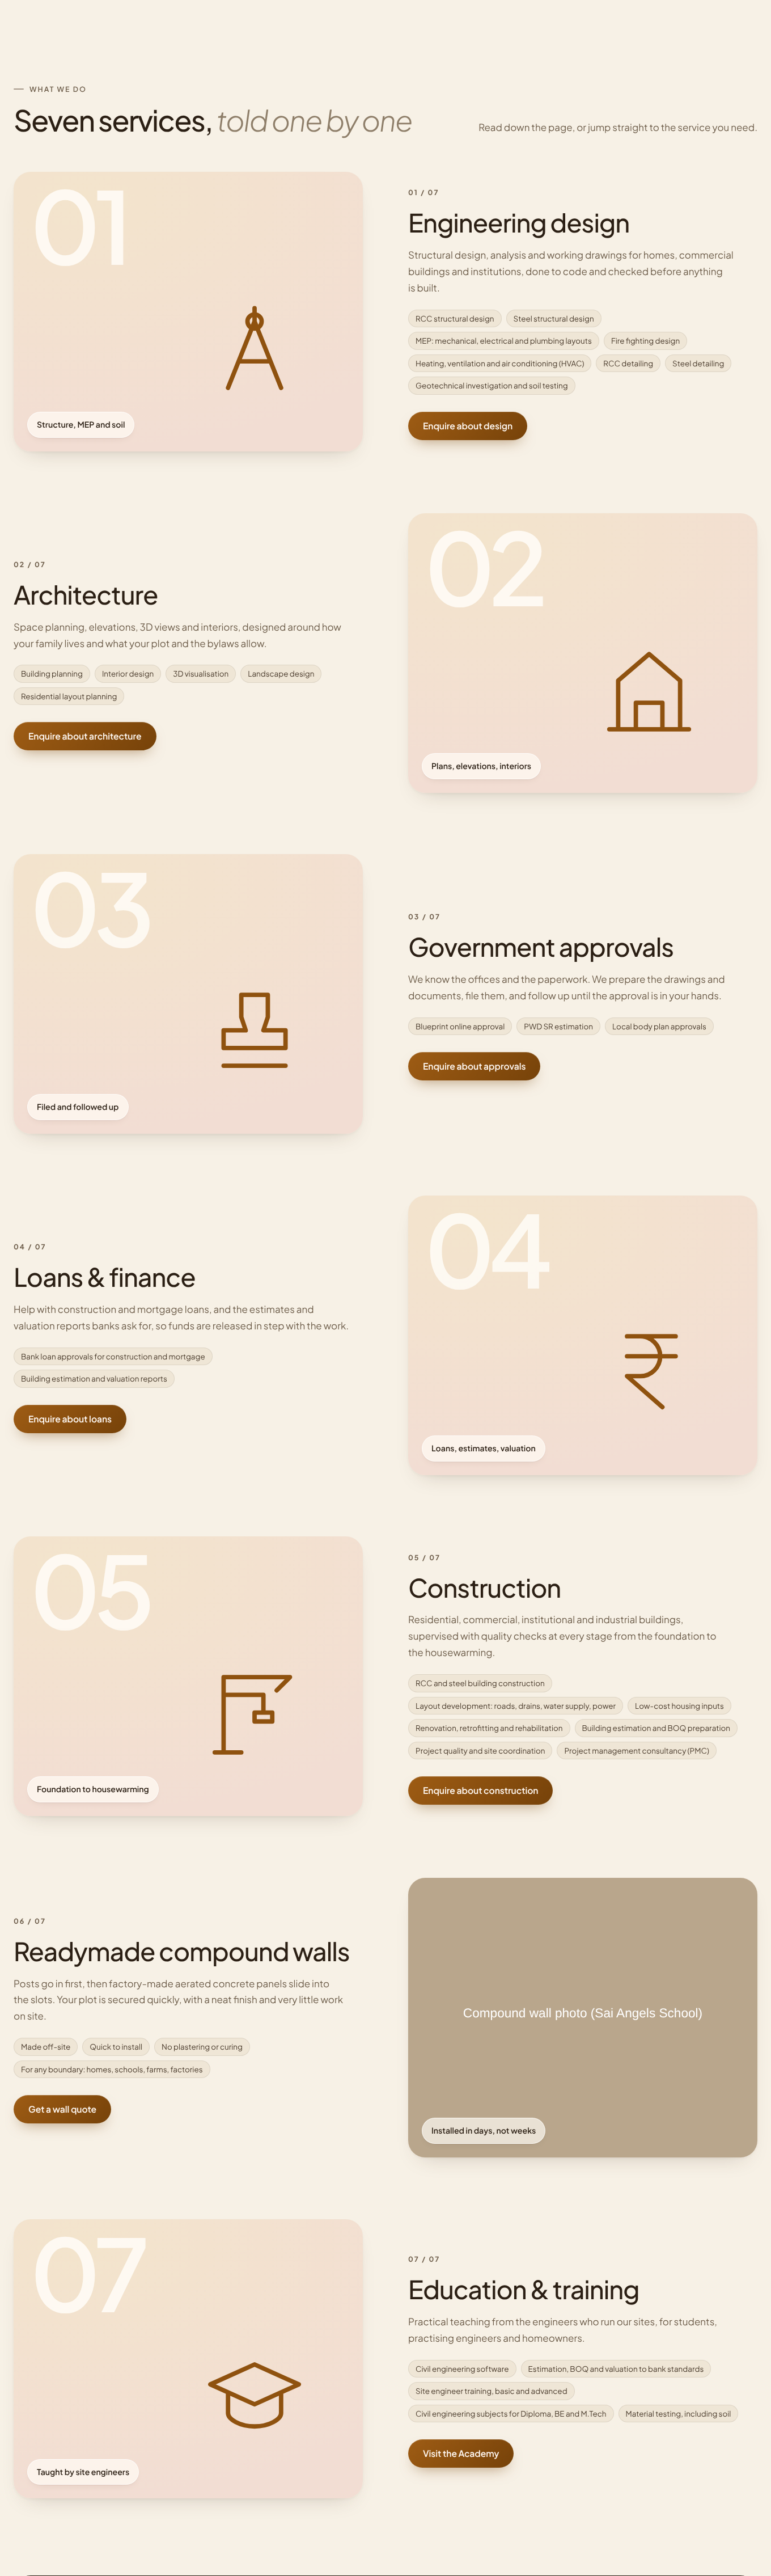 WHAT WE DO
Seven services, told one by one
Read down the page, or jump straight to the service you need.
01
Structure, MEP and soil
01 / 07
Engineering design
Structural design, analysis and working drawings for homes, commercial
buildings and institutions, done to code and checked before anything
is built.
RCC structural design
Steel structural design
MEP: mechanical, electrical and plumbing layouts
Fire fighting design
Heating, ventilation and air conditioning (HVAC)
RCC detailing
Steel detailing
Geotechnical investigation and soil testing
Enquire about design
02 / 07
Architecture
Space planning, elevations, 3D views and interiors, designed around how
your family lives and what your plot and the bylaws allow.
Building planning
Interior design
3D visualisation
Landscape design
Residential layout planning
Enquire about architecture
02
Plans, elevations, interiors
03
Filed and followed up
03 / 07
Government approvals
We know the offices and the paperwork. We prepare the drawings and
documents, file them, and follow up until the approval is in your hands.
Blueprint online approval
PWD SR estimation
Local body plan approvals
Enquire about approvals
04 / 07
Loans & finance
Help with construction and mortgage loans, and the estimates and
valuation reports banks ask for, so funds are released in step with the work.
Bank loan approvals for construction and mortgage
Building estimation and valuation reports
Enquire about loans
04
Loans, estimates, valuation
05
Foundation to housewarming
05 / 07
Construction
Residential, commercial, institutional and industrial buildings,
supervised with quality checks at every stage from the foundation to
the housewarming.
RCC and steel building construction
Layout development: roads, drains, water supply, power
Low-cost housing inputs
Renovation, retrofitting and rehabilitation
Building estimation and BOQ preparation
Project quality and site coordination
Project management consultancy (PMC)
Enquire about construction
06 / 07
Readymade compound walls
Posts go in first, then factory-made aerated concrete panels slide into
the slots. Your plot is secured quickly, with a neat finish and very little work
on site.
Made off-site
Quick to install
No plastering or curing
For any boundary: homes, schools, farms, factories
Get a wall quote
Compound wall photo (Sai Angels School)
Installed in days, not weeks
07
Taught by site engineers
07 / 07
Education & training
Practical teaching from the engineers who run our sites, for students,
practising engineers and homeowners.
Civil engineering software
Estimation, BOQ and valuation to bank standards
Site engineer training, basic and advanced
Civil engineering subjects for Diploma, BE and M.Tech
Material testing, including soil
Visit the Academy